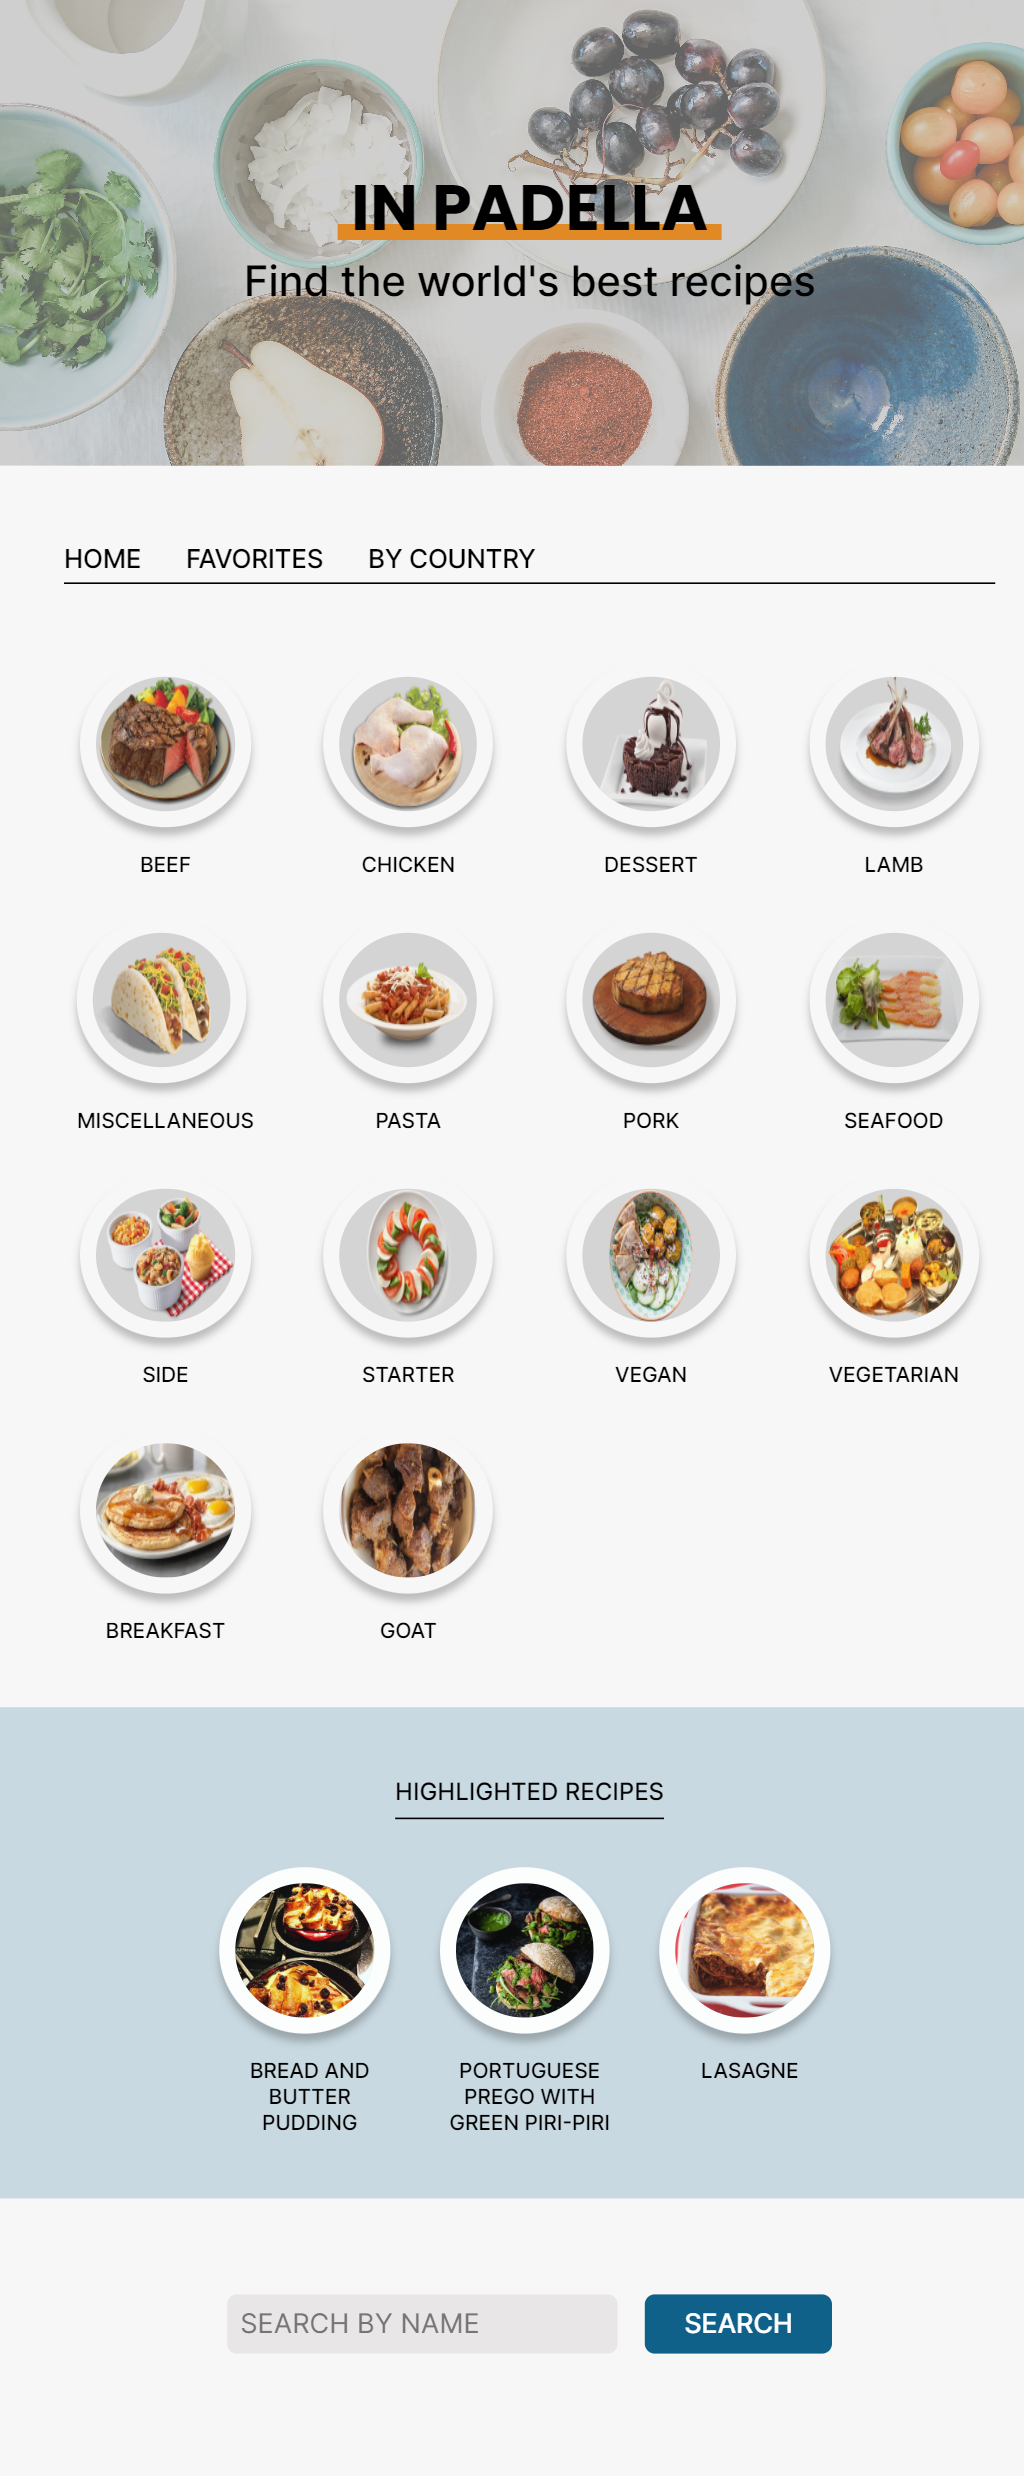 IN PADELLA
Find the world's best recipes
HOME FAVORITES BY COUNTRY
BEEF CHICKEN DESSERT LAMB
MISCELLANEOUS PASTA PORK SEAFOOD
SIDE STARTER VEGAN VEGETARIAN
BREAKFAST GOAT
HIGHLIGHTED RECIPES
BREAD AND
BUTTER
PUDDING
PORTUGUESE
PREGO WITH
GREEN PIRI-PIRI
LASAGNE
SEARCH BY NAME SEARCH